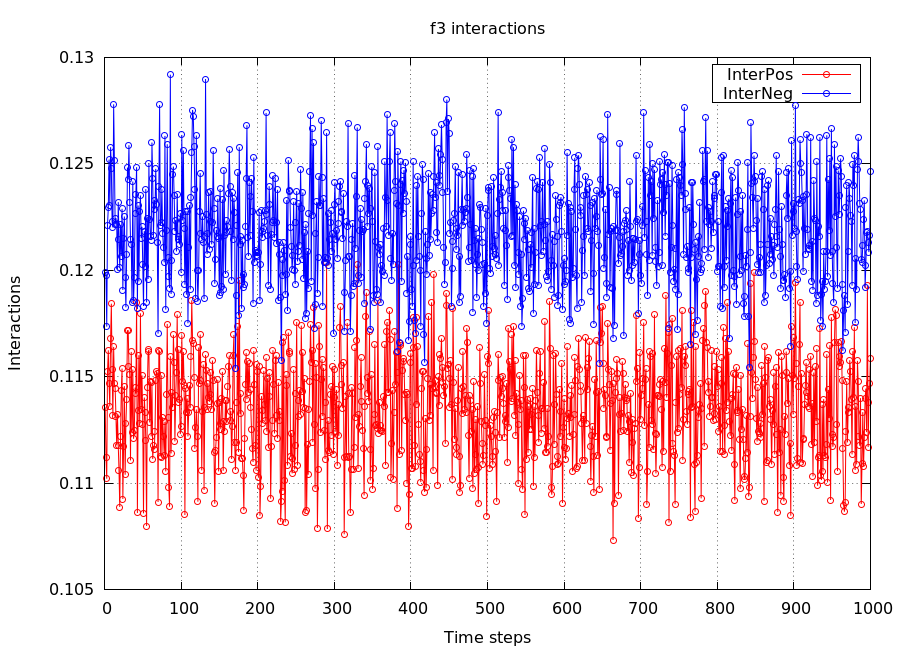 f3 interactions
0.13
0.125
0.12
0.115
0.11
0.105
Interactions
InterPos
InterNeg
0 100 200 300 400 500 600 700 800 900 1000
Time steps